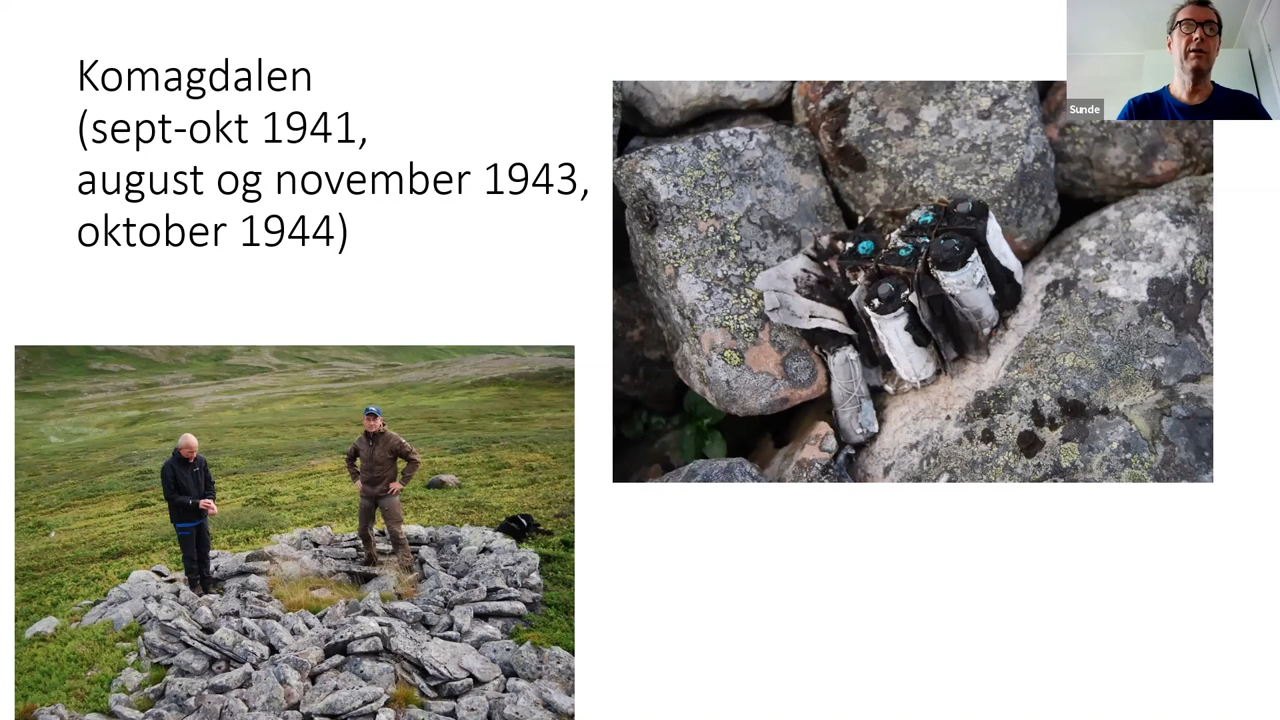 Komagdalen
(sept-okt 1941,
august og november 1943,
oktober 1944)
Sunde